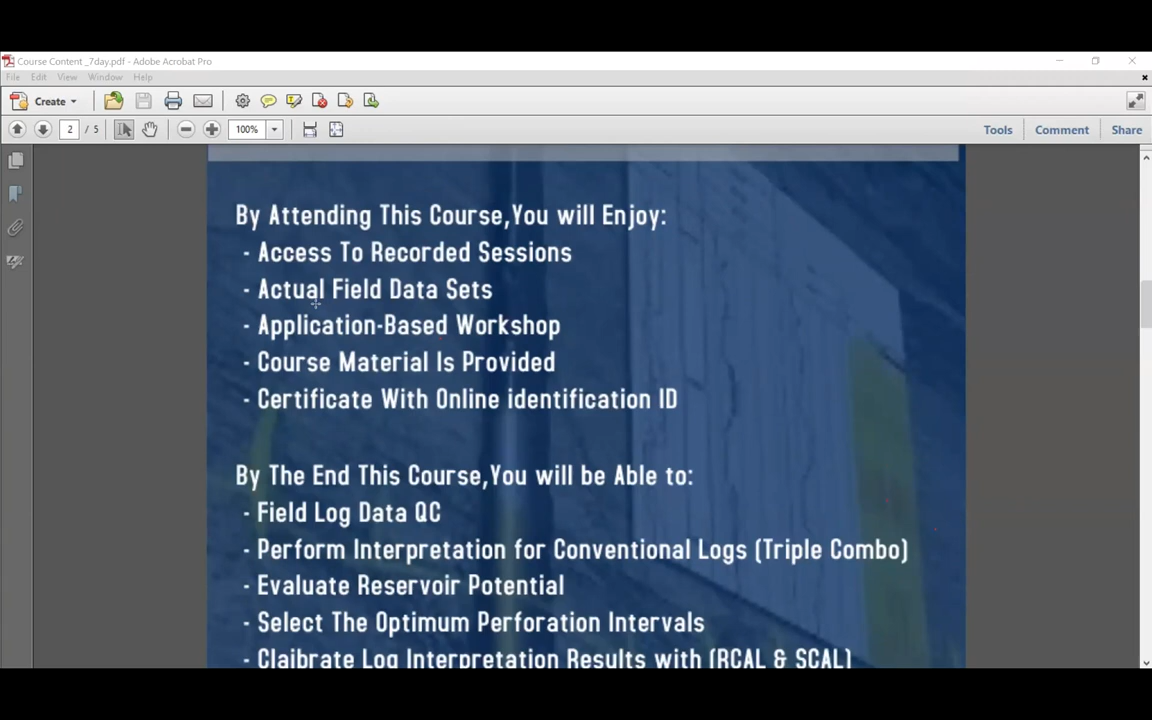 Course Content _7day.pdf - Adobe Acrobat Pro
File Edit View Window Help
Create
2 / 5 100% Tools Comment Share
By Attending This Course,You will Enjoy:
- Access To Recorded Sessions
- Actual Field Data Sets
- Application-Based Workshop
- Course Material Is Provided
- Certificate With Online identification ID
By The End This Course,You will be Able to:
- Field Log Data QC
- Perform Interpretation for Conventional Logs (Triple Combo)
- Evaluate Reservoir Potential
- Select The Optimum Perforation Intervals
- Claibrate Log Interpretation Results with (RCAL & SCAL)